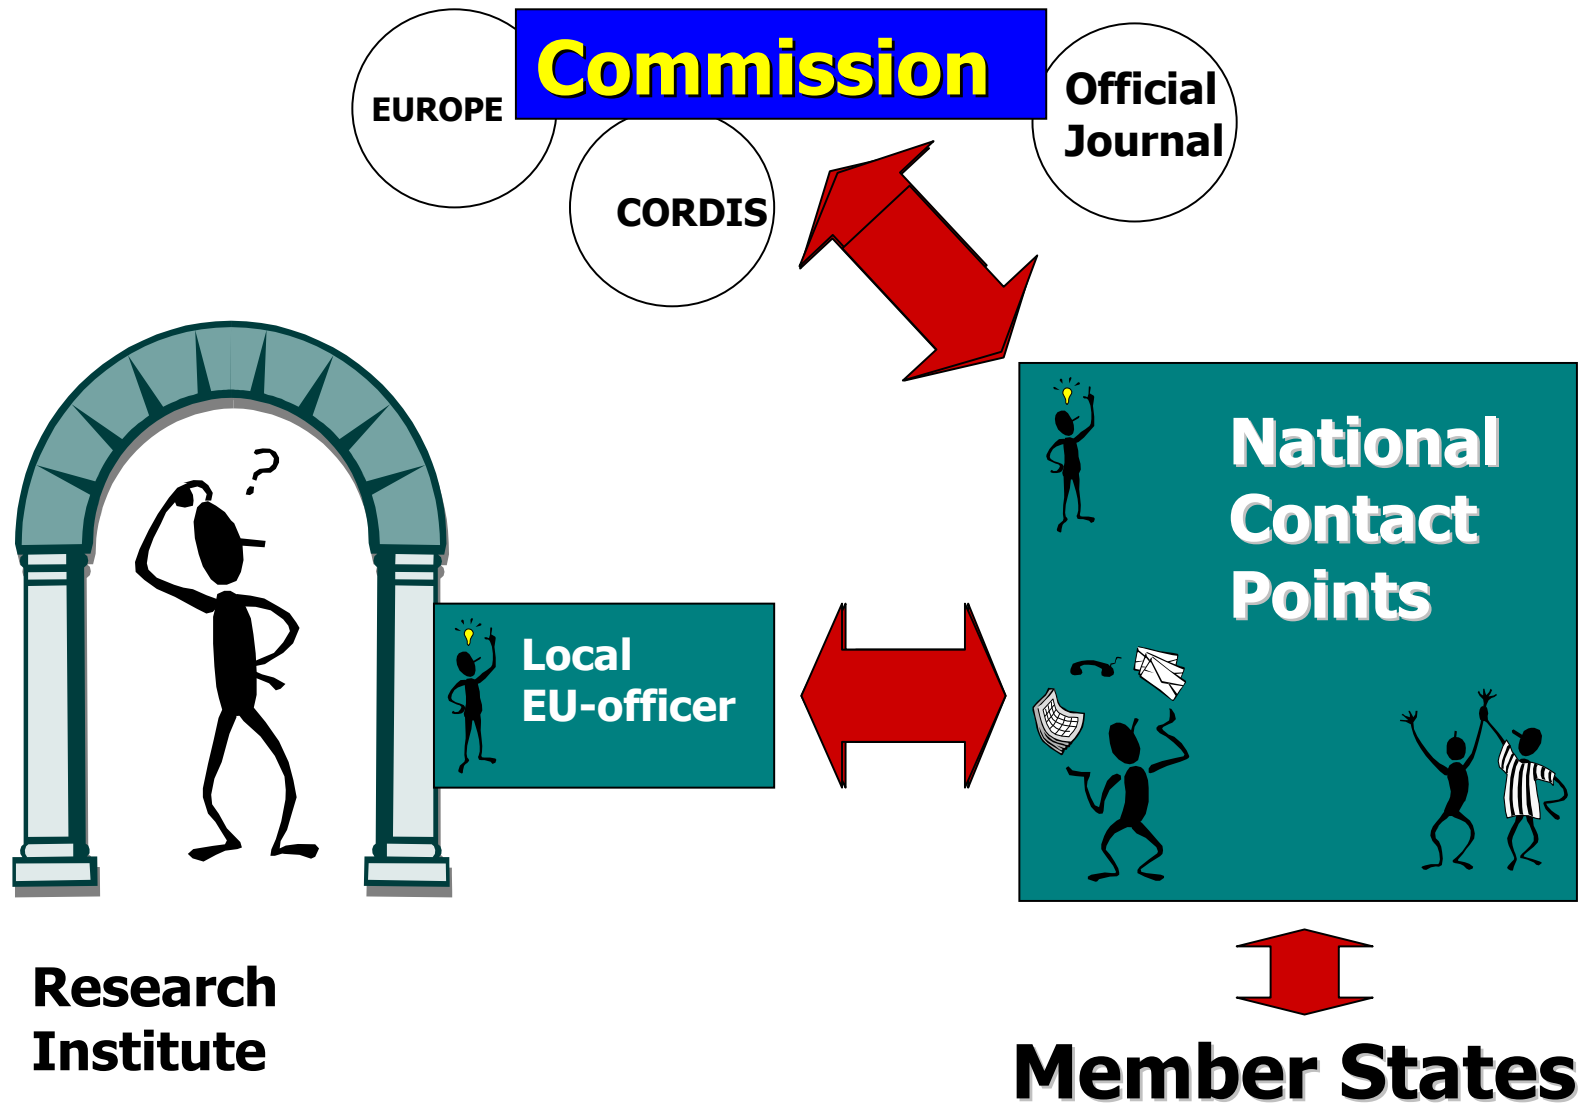 Commission
EUROPE
Official
Journal
CORDIS
?
National
Contact
Points
Local
EU-officer
Research
Institute
Member States